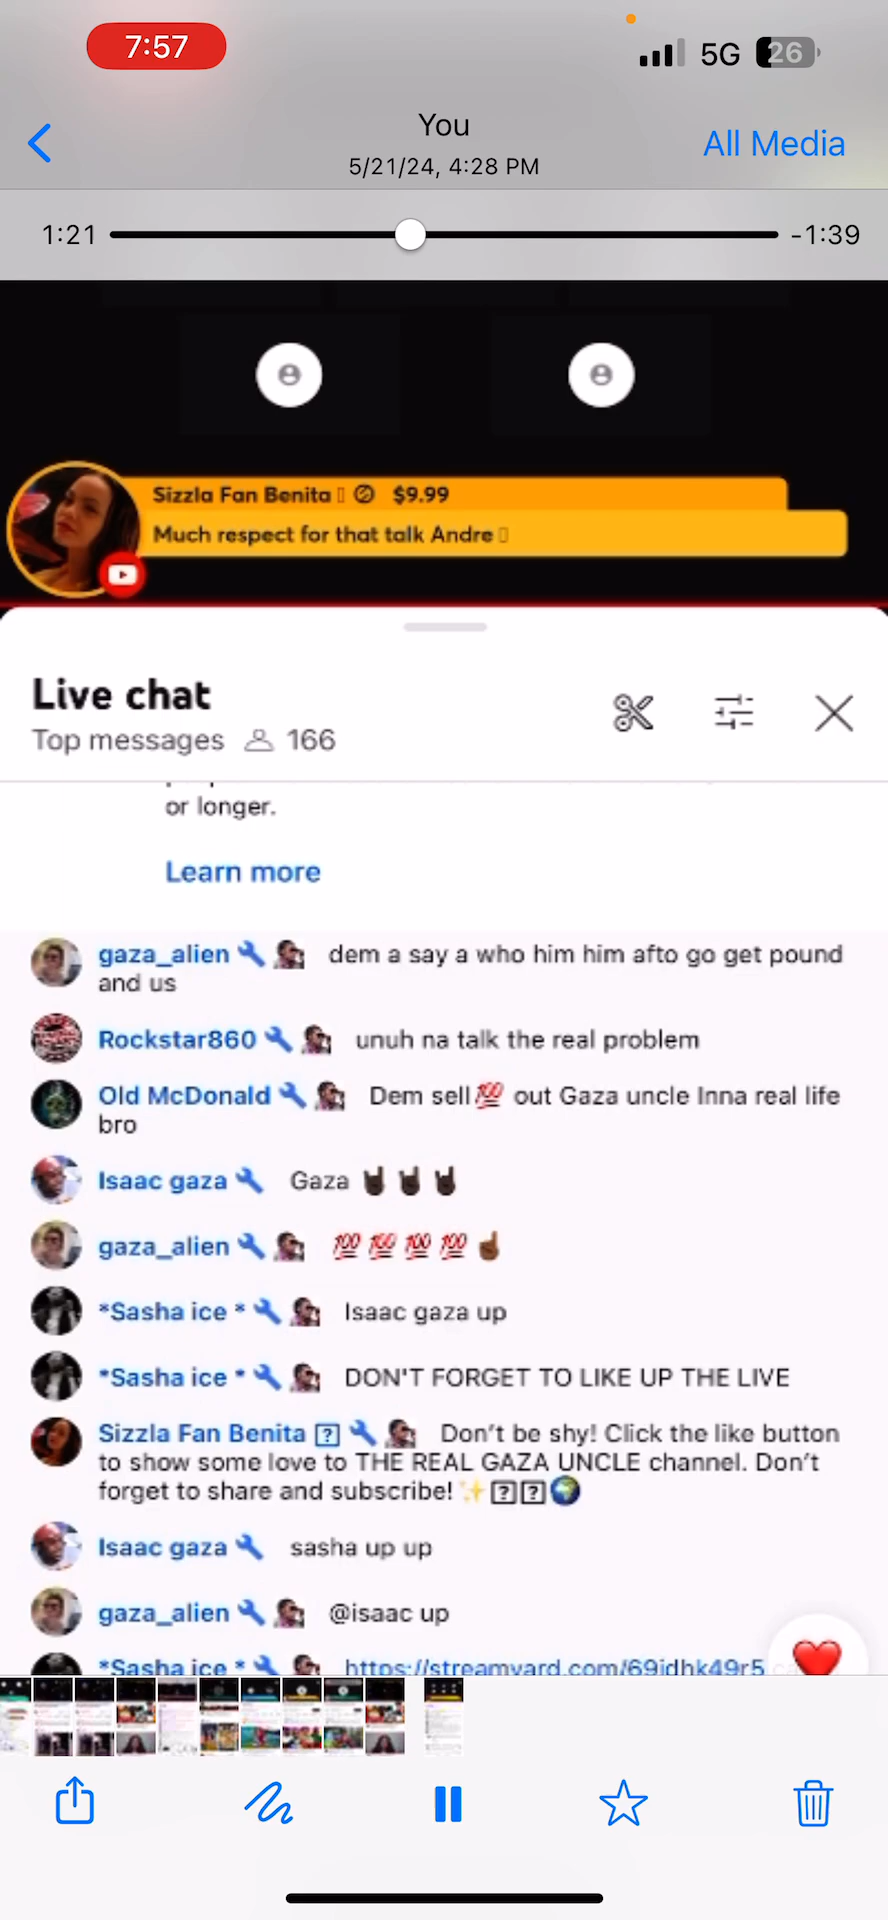 7:57
5G
26
You
5/21/24, 4:28 PM
All Media
1:21
-1:39
Sizzla Fan Benita $9.99
Much respect for that talk Andre
Live chat
Top messages 166
or longer.
Learn more
gaza_alien dem a say a who him him afto go get pound
and us
Rockstar860 unuh na talk the real problem
Old McDonald Dem sell💯 out Gaza uncle Inna real life
bro
Isaac gaza Gaza 🤘🏿 🤘🏿 🤘🏿
gaza_alien 💯 💯 💯 💯 ☝🏾
*Sasha ice * Isaac gaza up
*Sasha ice * DON'T FORGET TO LIKE UP THE LIVE
Sizzla Fan Benita Don't be shy! Click the like button
to show some love to THE REAL GAZA UNCLE channel. Don't
forget to share and subscribe! ✨ 🌍
Isaac gaza sasha up up
gaza_alien @isaac up
*Sasha ice * https://streamyard.com/69idhk49r5